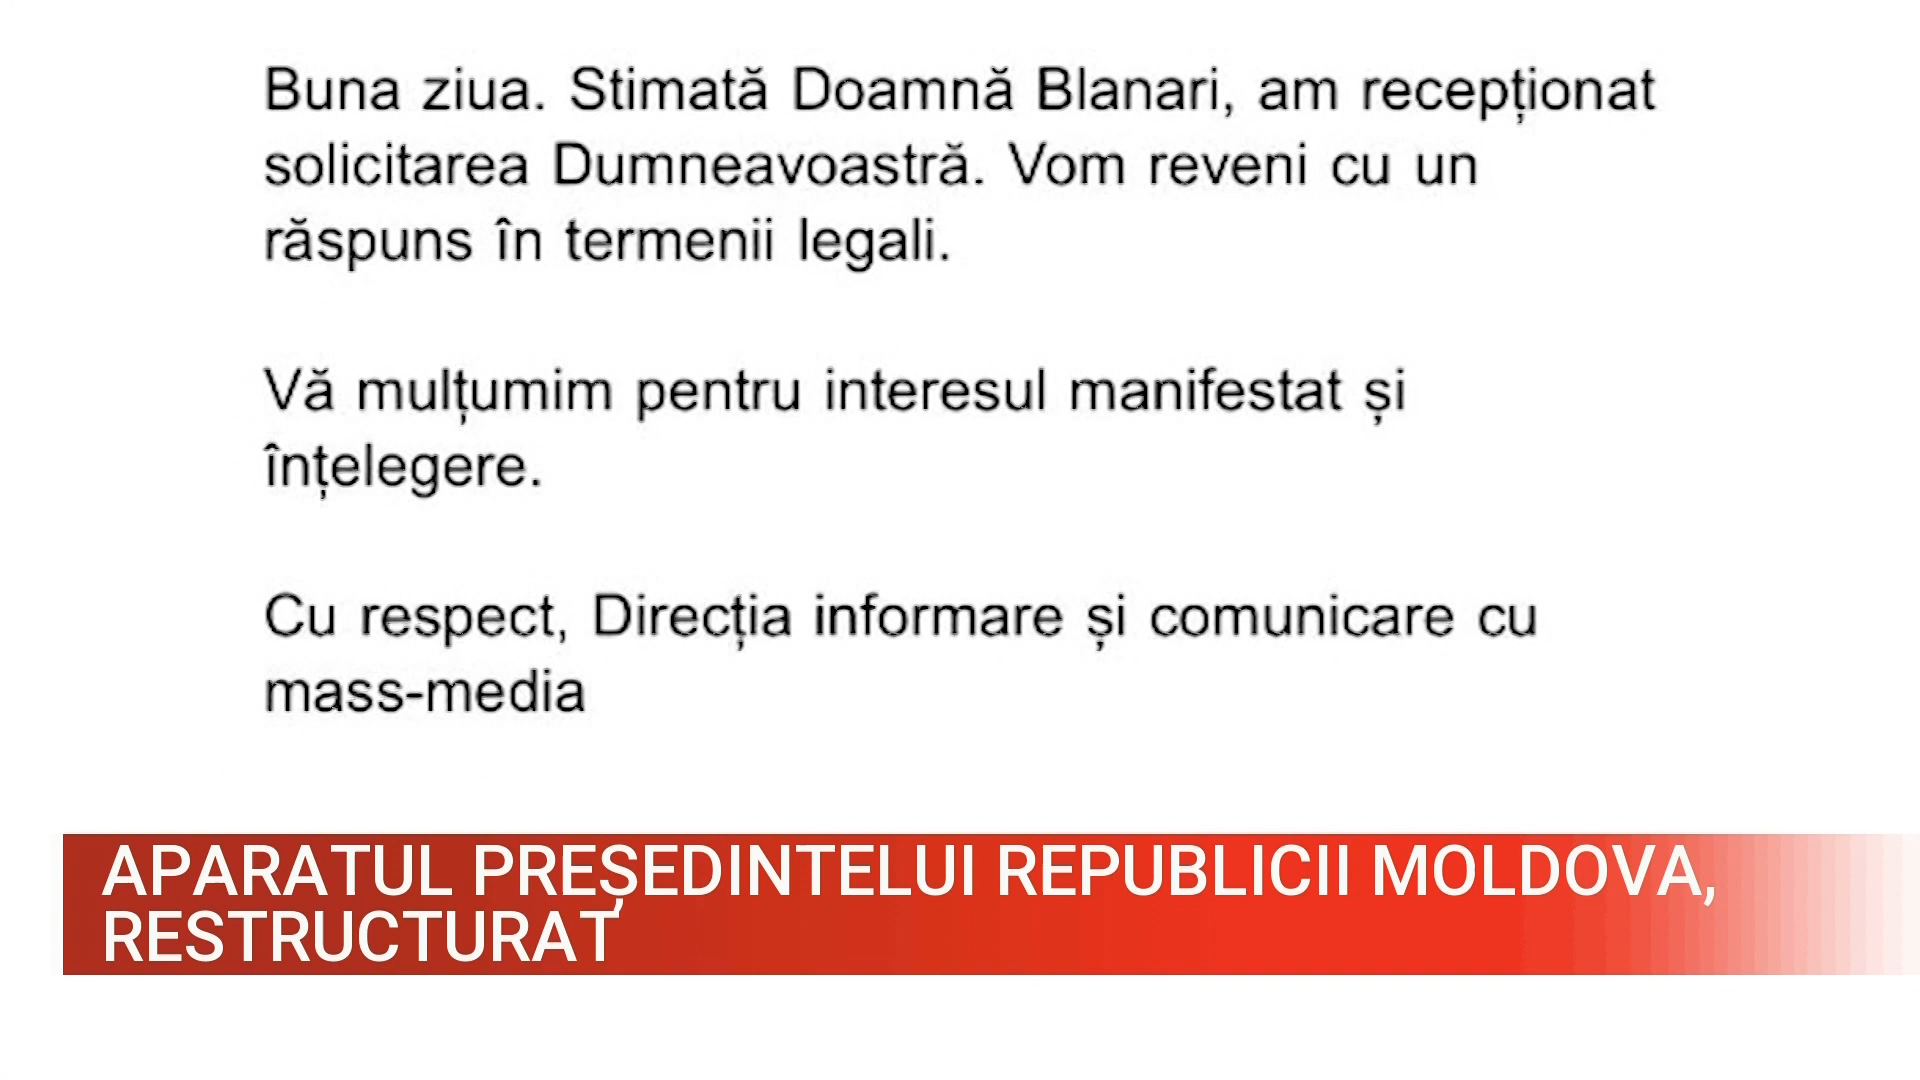 Buna ziua. Stimată Doamnă Blanari, am recepționat
solicitarea Dumneavoastră. Vom reveni cu un
răspuns în termenii legali.
Vă mulțumim pentru interesul manifestat și
înțelegere.
Cu respect, Direcția informare și comunicare cu
mass-media
APARATUL PREȘEDINTELUI REPUBLICII MOLDOVA,
RESTRUCTURAT